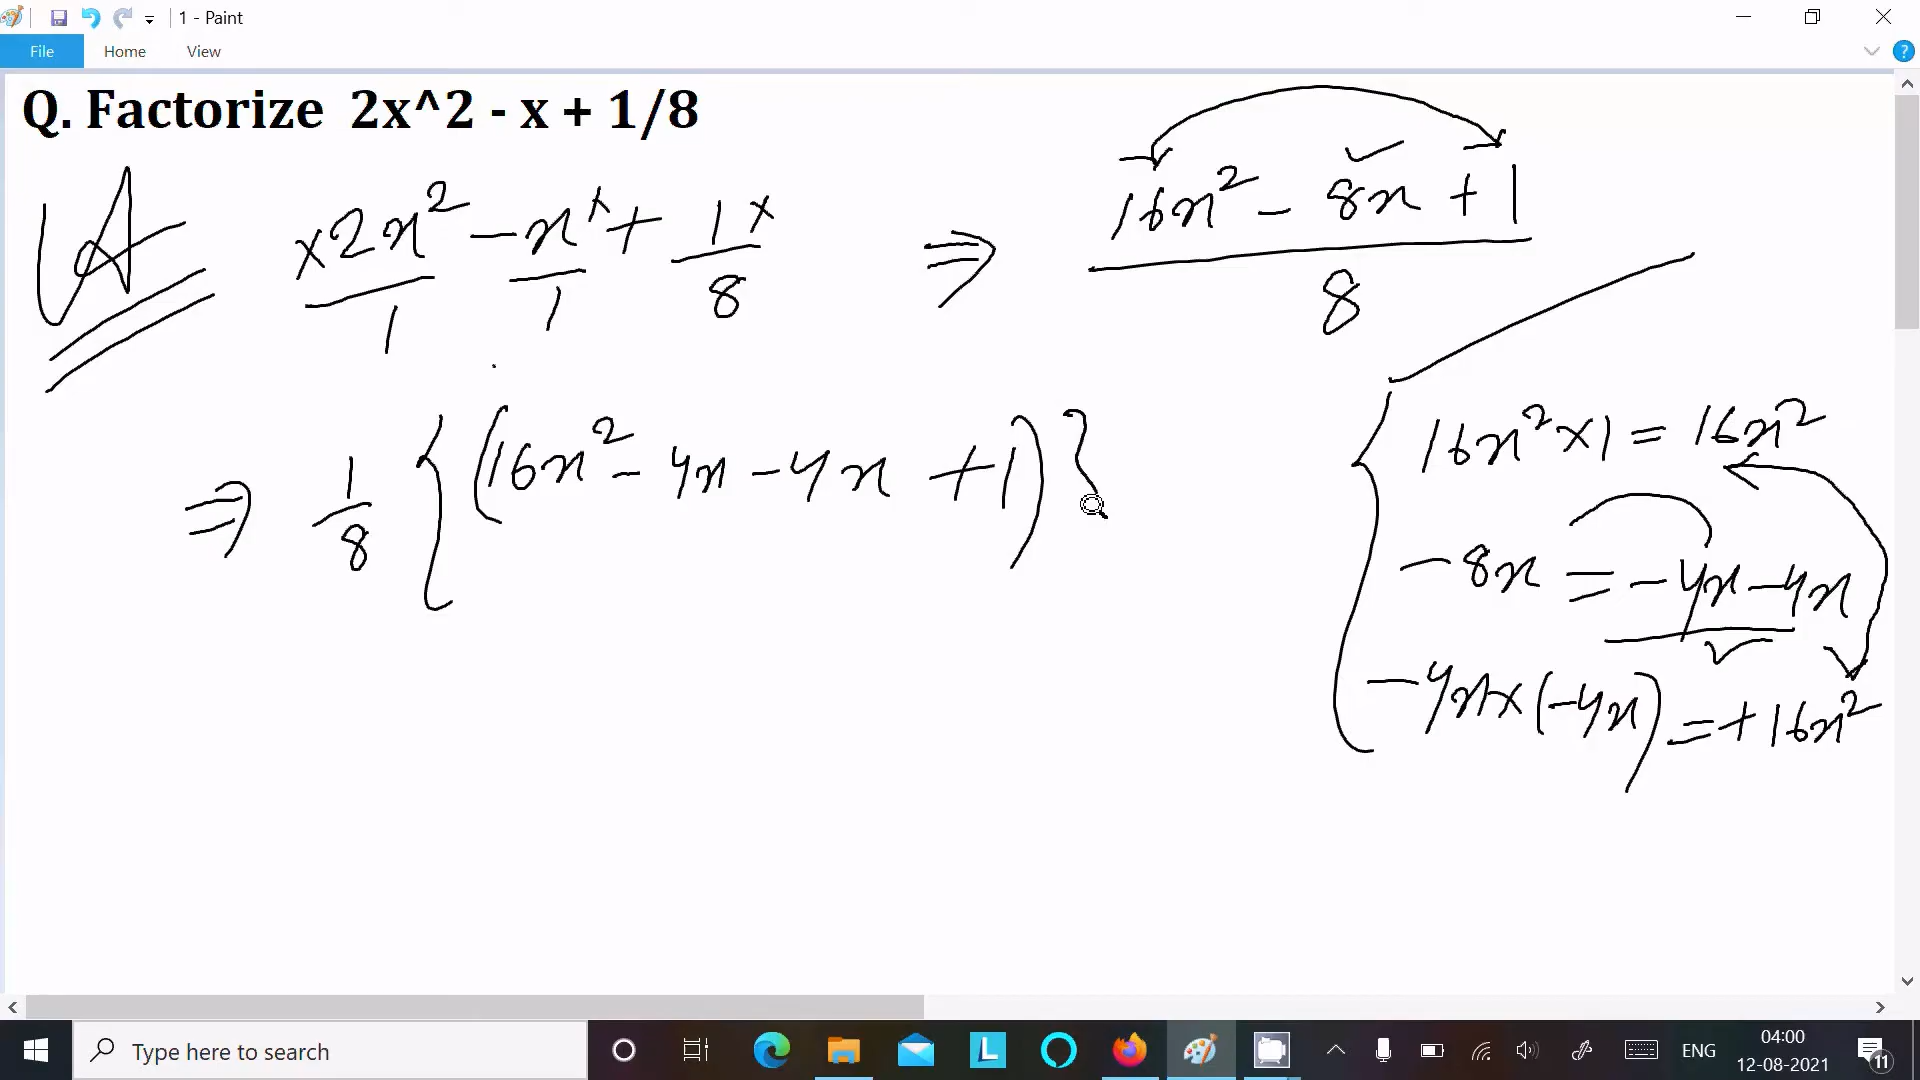 1 - Paint
File Home View
Q. Factorize 2x^2 - x + 1/8
A x2x²/1 - x×/1 + 1×/8 ⇒ (16x² - 8x + 1)/8
⇒ 1/8 {(16x² - 4x - 4x + 1)}
16x² × 1 = 16x²
-8x = -4x - 4x
-4x × (-4x) = +16x²
Type here to search
ENG
04:00
12-08-2021
11